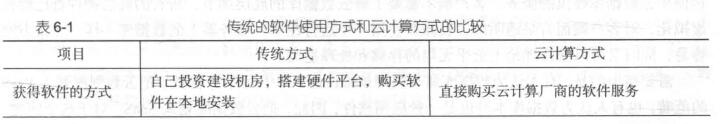 表 6-1 传统的软件使用方式和云计算方式的比较
项目 传统方式 云计算方式
获得软件的方式 自己投资建设机房，搭建硬件平台，购买软件在本地安装 直接购买云计算厂商的软件服务